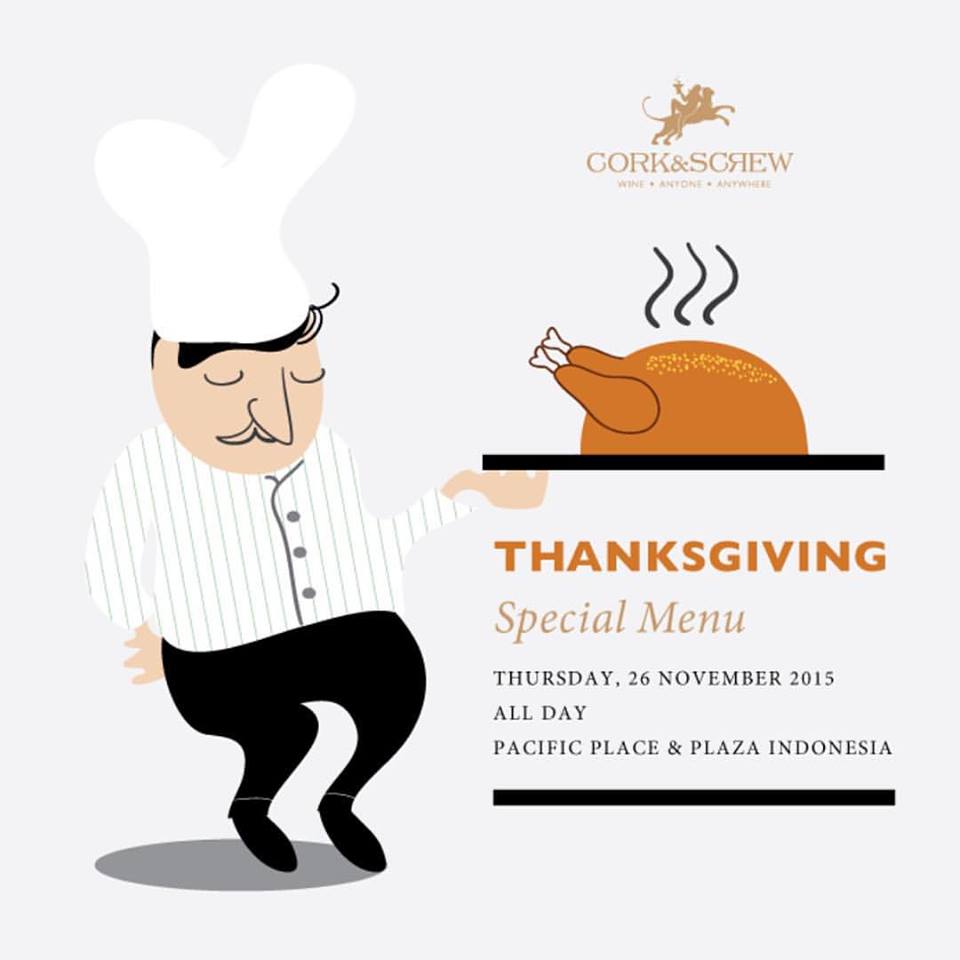 CORK&SCREW
WINE • ANYONE • ANYWHERE
THANKSGIVING
Special Menu
THURSDAY, 26 NOVEMBER 2015
ALL DAY
PACIFIC PLACE & PLAZA INDONESIA